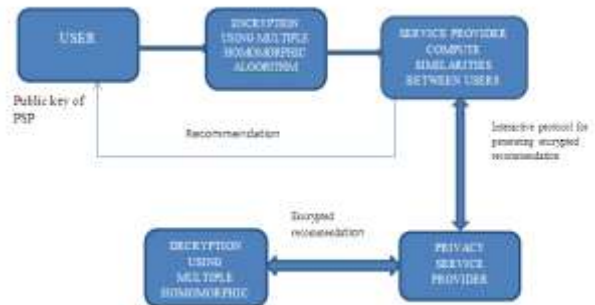 USER
ENCRYPTION
USING MULTIPLE
HOMOMORPHIC
ALGORITHM
SERVICE PROVIDER
COMPUTE
SIMILARITIES
BETWEEN USERS
Public key of
PSP
Recommendation
Interactive protocol for
generating encrypted
recommendation
Encrypted
recommendation
DECRYPTION
USING
MULTIPLE
HOMOMORPHIC
PRIVACY
SERVICE
PROVIDER